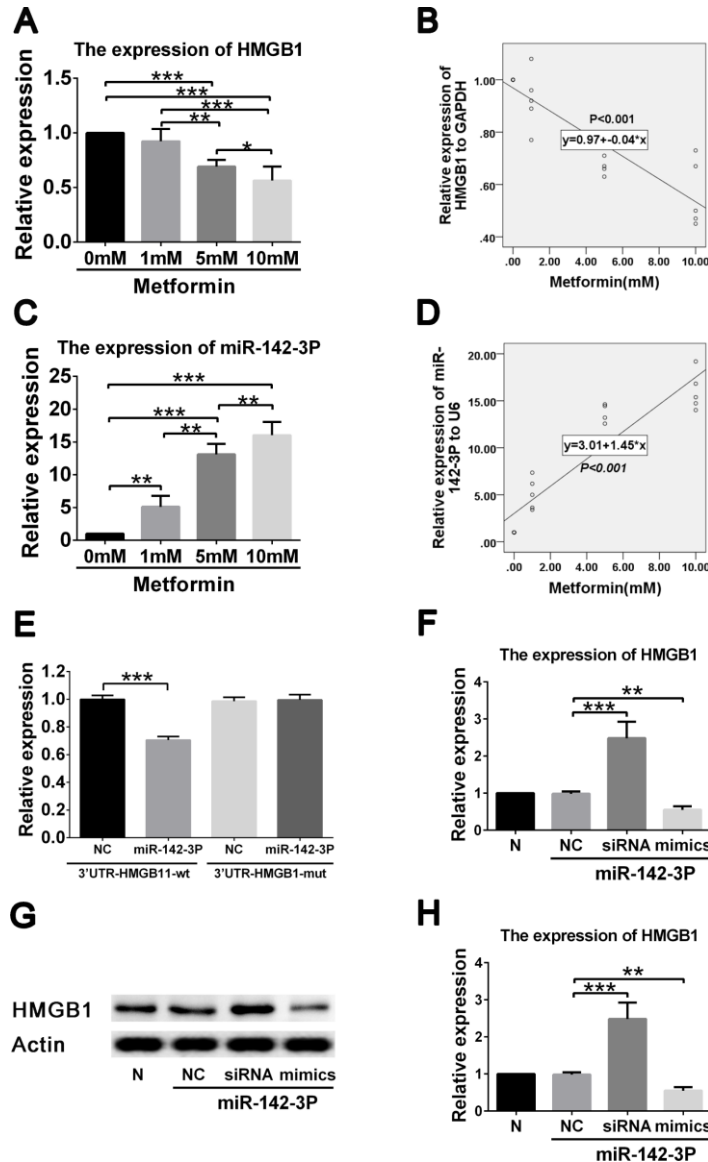 A
The expression of HMGB1
Relative expression
1.5
1.0
0.5
0.0
***
***
***
**
*
0mM 1mM 5mM 10mM
Metformin
B
Relative expression of
HMGB1 to GAPDH
1.00
.80
.60
.40
P<0.001
y=0.97+-0.04*x
.00 2.00 4.00 6.00 8.00 10.00
Metformin(mM)
C
The expression of miR-142-3P
Relative expression
25
20
15
10
5
0
***
***
**
**
**
0mM 1mM 5mM 10mM
Metformin
D
Relative expression of miR-
142-3P to U6
20.00
15.00
10.00
5.00
.00
y=3.01+1.45*x
P<0.001
.00 2.00 4.00 6.00 8.00 10.00
Metformin(mM)
E
Relative expression
1.2
1.0
0.8
0.6
0.4
0.2
0.0
***
NC miR-142-3P NC miR-142-3P
3'UTR-HMGB11-wt 3'UTR-HMGB1-mut
F
The expression of HMGB1
Relative expression
4
3
2
1
0
**
***
N NC siRNA mimics
miR-142-3P
G
HMGB1
Actin
N NC siRNA mimics
miR-142-3P
H
The expression of HMGB1
Relative expression
4
3
2
1
0
**
***
N NC siRNA mimics
miR-142-3P